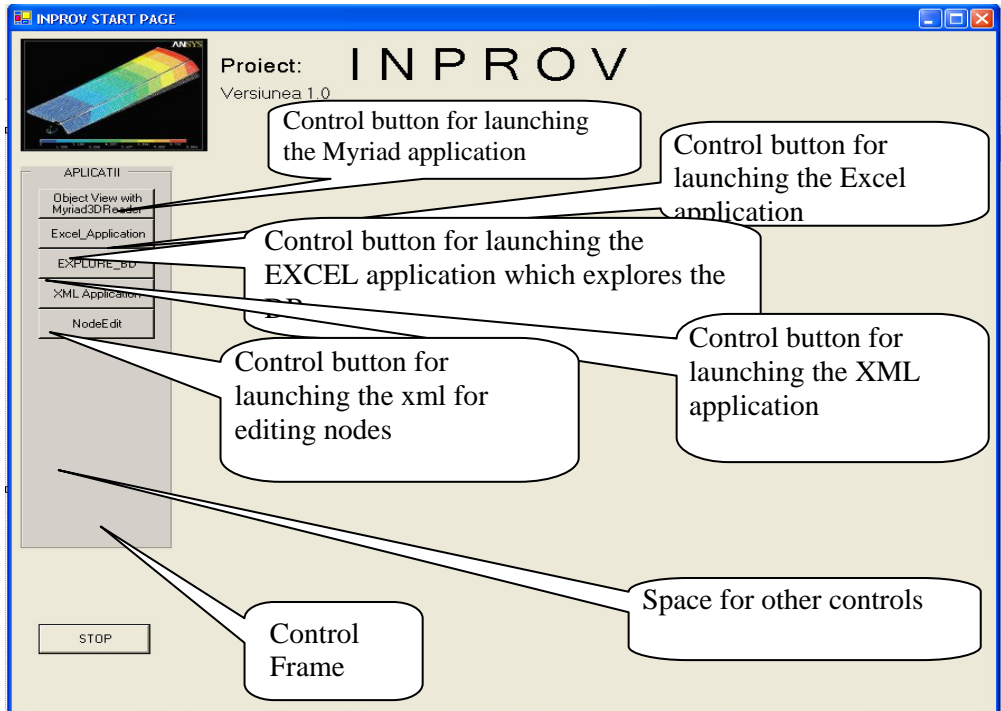 INPROV START PAGE
ANSYS
Proiect: INPROV
Versiunea 1.0
Control button for launching
the Myriad application
Control button for
launching the Excel
application
APLICATII
Object View with
Myriad3DReader
Excel_Application
EXPLORE_BD
XML Application
NodeEdit
Control button for launching the
EXCEL application which explores the
DB
Control button for
launching the XML
application
Control button for
launching the xml for
editing nodes
Space for other controls
Control
Frame
STOP